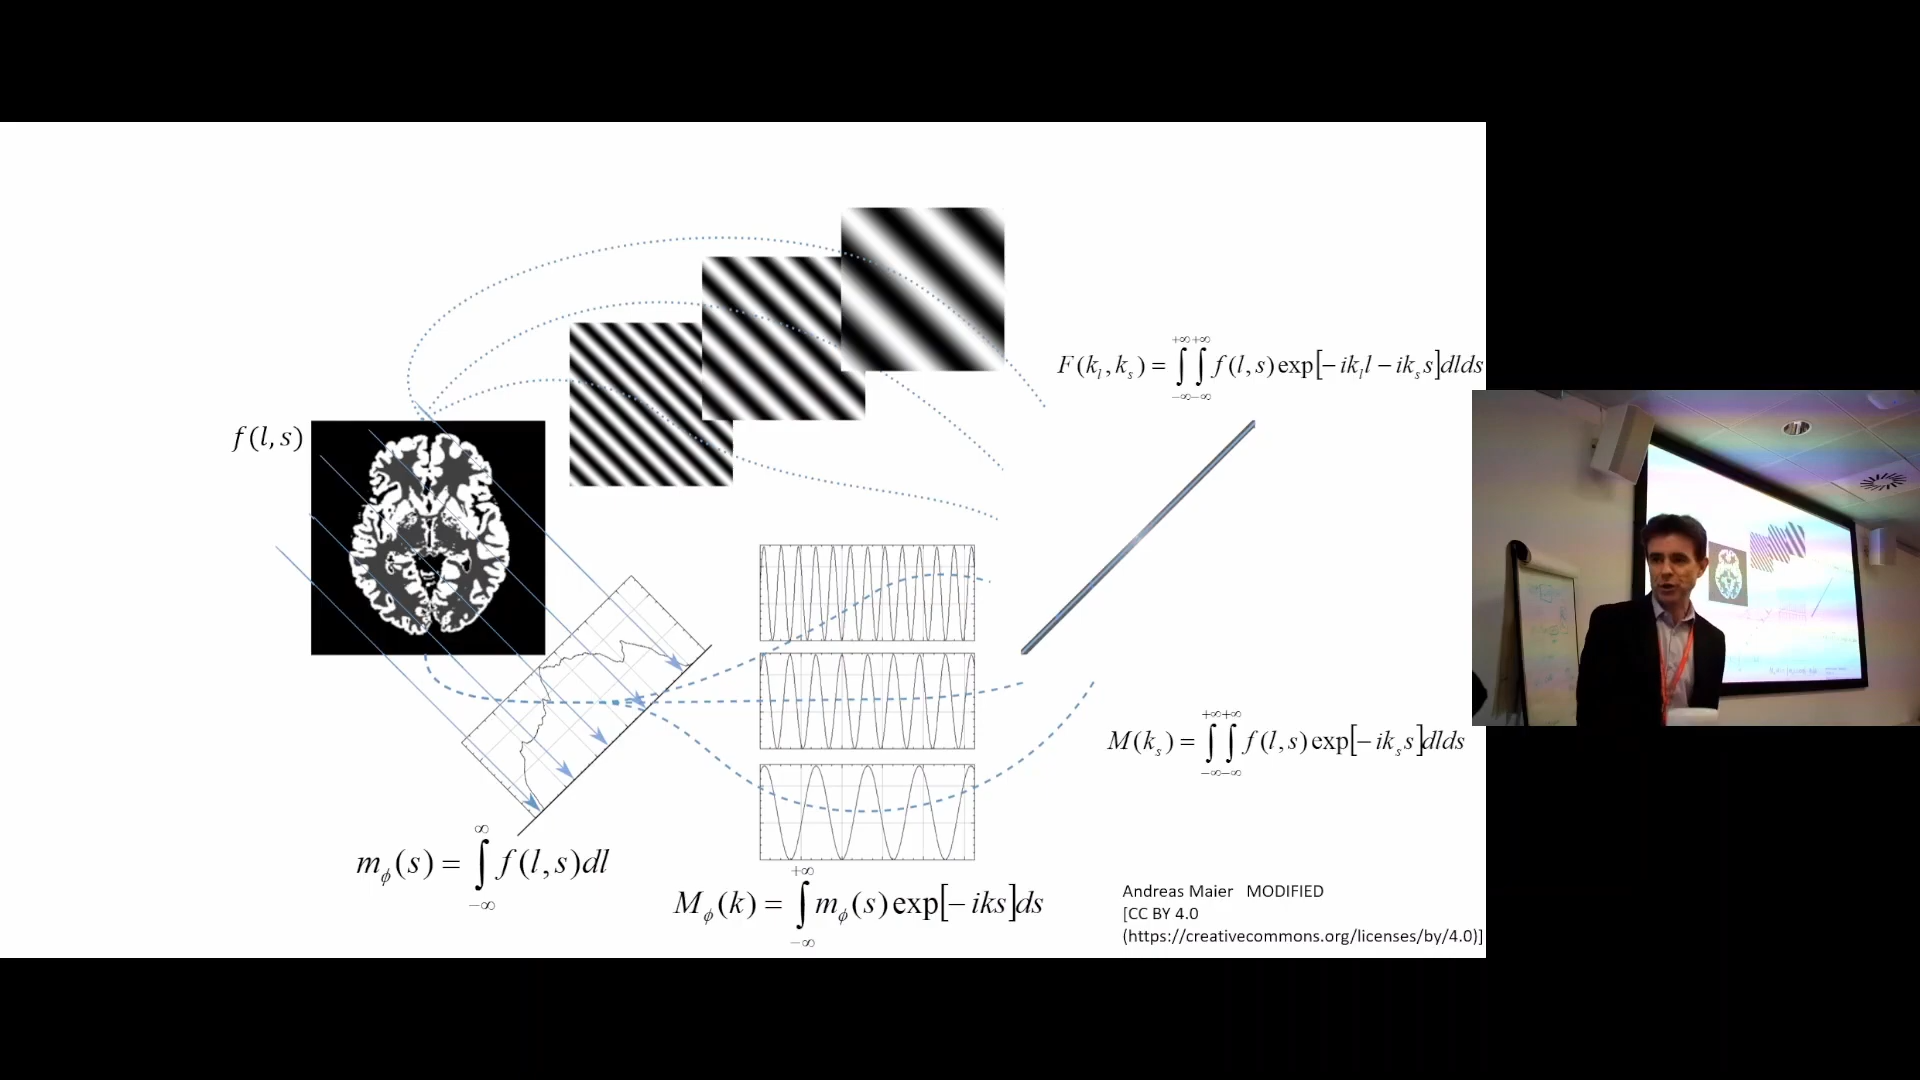 F(k_l, k_s) = ∫_{-∞}^{+∞} ∫_{-∞}^{+∞} f(l, s) exp[– ik_l l – ik_s s] dl ds
f(l, s)
M(k_s) = ∫_{-∞}^{+∞} ∫_{-∞}^{+∞} f(l, s) exp[– ik_s s] dl ds
m_ϕ(s) = ∫_{-∞}^{∞} f(l, s) dl
M_ϕ(k) = ∫_{-∞}^{+∞} m_ϕ(s) exp[– iks] ds
Andreas Maier MODIFIED
[CC BY 4.0
(https://creativecommons.org/licenses/by/4.0)]